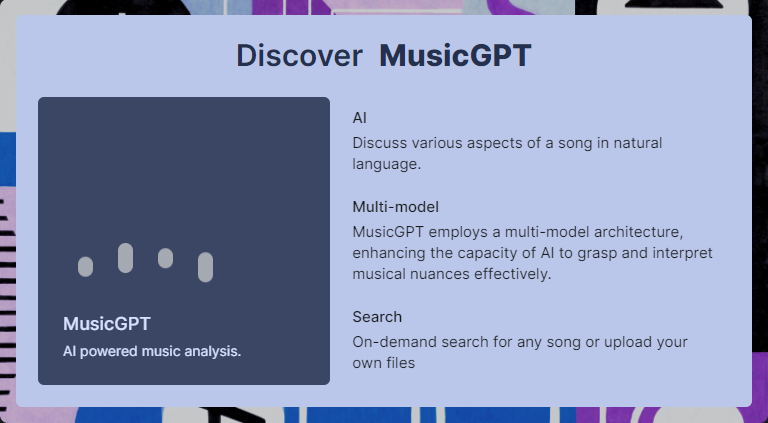 Discover MusicGPT
AI
Discuss various aspects of a song in natural
language.
Multi-model
MusicGPT employs a multi-model architecture,
enhancing the capacity of AI to grasp and interpret
musical nuances effectively.
Search
On-demand search for any song or upload your
own files
MusicGPT
AI powered music analysis.